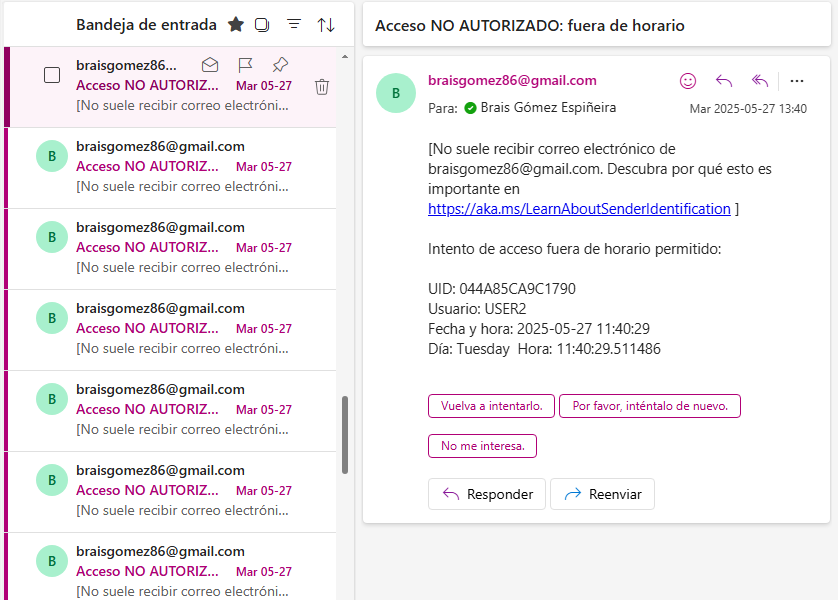 Bandeja de entrada
braisgomez86...
Acceso NO AUTORIZ... Mar 05-27
[No suele recibir correo electróni...
B
braisgomez86@gmail.com
Acceso NO AUTORIZ... Mar 05-27
[No suele recibir correo electróni...
B
braisgomez86@gmail.com
Acceso NO AUTORIZ... Mar 05-27
[No suele recibir correo electróni...
B
braisgomez86@gmail.com
Acceso NO AUTORIZ... Mar 05-27
[No suele recibir correo electróni...
B
braisgomez86@gmail.com
Acceso NO AUTORIZ... Mar 05-27
[No suele recibir correo electróni...
B
braisgomez86@gmail.com
Acceso NO AUTORIZ... Mar 05-27
[No suele recibir correo electróni...
B
braisgomez86@gmail.com
Acceso NO AUTORIZ... Mar 05-27
[No suele recibir correo electróni...
Acceso NO AUTORIZADO: fuera de horario
B
braisgomez86@gmail.com
Para: Brais Gómez Espiñeira Mar 2025-05-27 13:40
[No suele recibir correo electrónico de
braisgomez86@gmail.com. Descubra por qué esto es
importante en
https://aka.ms/LearnAboutSenderIdentification ]
Intento de acceso fuera de horario permitido:
UID: 044A85CA9C1790
Usuario: USER2
Fecha y hora: 2025-05-27 11:40:29
Día: Tuesday Hora: 11:40:29.511486
Vuelva a intentarlo. Por favor, inténtalo de nuevo.
No me interesa.
Responder Reenviar